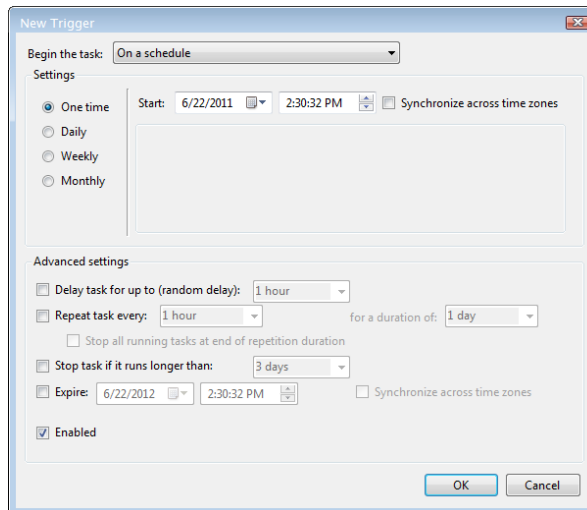 New Trigger
Begin the task: On a schedule
Settings
One time
Start: 6/22/2011 2:30:32 PM Synchronize across time zones
Daily
Weekly
Monthly
Advanced settings
Delay task for up to (random delay): 1 hour
Repeat task every: 1 hour for a duration of: 1 day
Stop all running tasks at end of repetition duration
Stop task if it runs longer than: 3 days
Expire: 6/22/2012 2:30:32 PM Synchronize across time zones
Enabled
OK Cancel